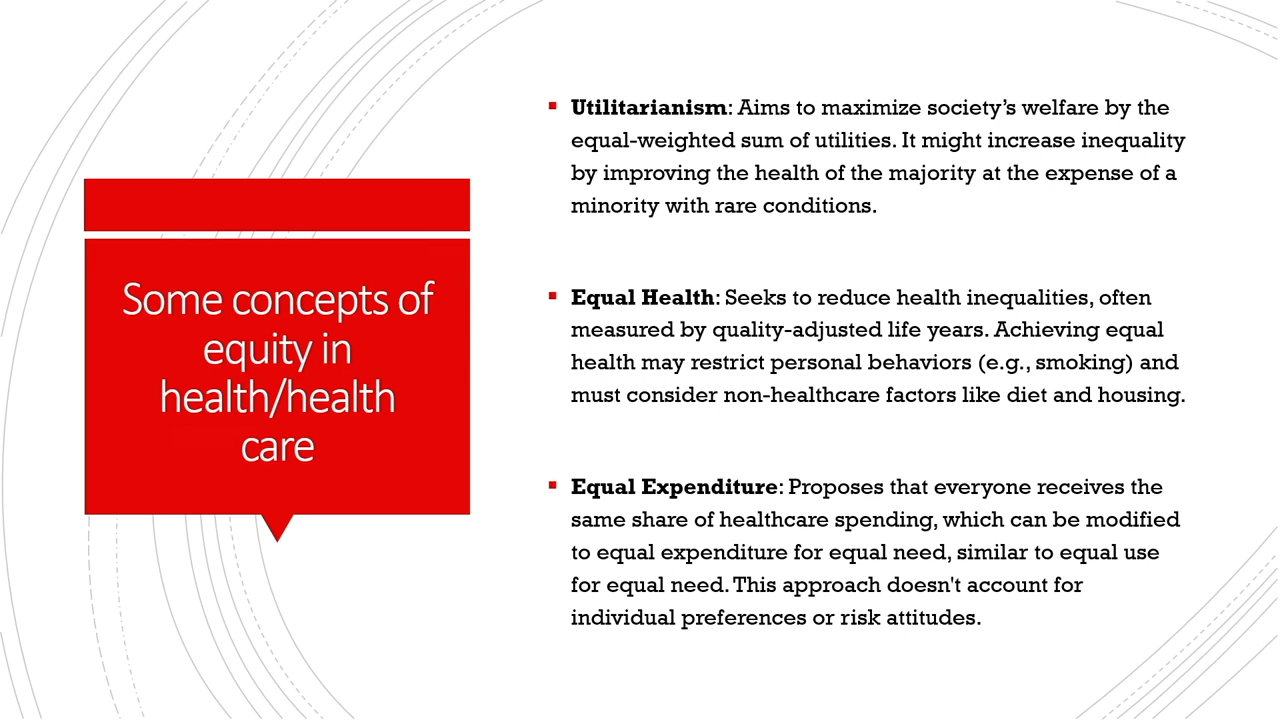 Some concepts of
equity in
health/health
care
▪ Utilitarianism: Aims to maximize society’s welfare by the
equal-weighted sum of utilities. It might increase inequality
by improving the health of the majority at the expense of a
minority with rare conditions.
▪ Equal Health: Seeks to reduce health inequalities, often
measured by quality-adjusted life years. Achieving equal
health may restrict personal behaviors (e.g., smoking) and
must consider non-healthcare factors like diet and housing.
▪ Equal Expenditure: Proposes that everyone receives the
same share of healthcare spending, which can be modified
to equal expenditure for equal need, similar to equal use
for equal need. This approach doesn't account for
individual preferences or risk attitudes.